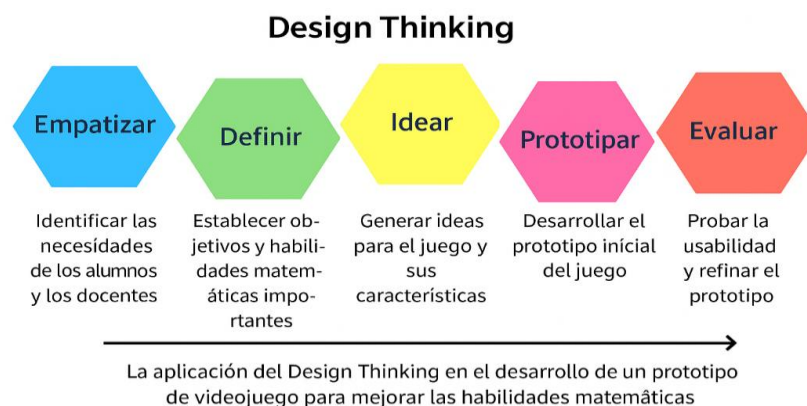 Design Thinking
Empatizar
Definir
Idear
Prototipar
Evaluar
Identificar las
necesídades
de los alumnos
y los docentes
Establecer ob-
jetivos y habili-
dades matem-
áticas impo-
rtantes
Generar ideas
para el juego y
sus
características
Desarrollar el
prototipo inícial
del juego
Probar la
usabilidad
y refinar el
prototipo
La aplicación del Design Thinking en el desarrollo de un prototipo
de videojuego para mejorar las habilidades matemâticas